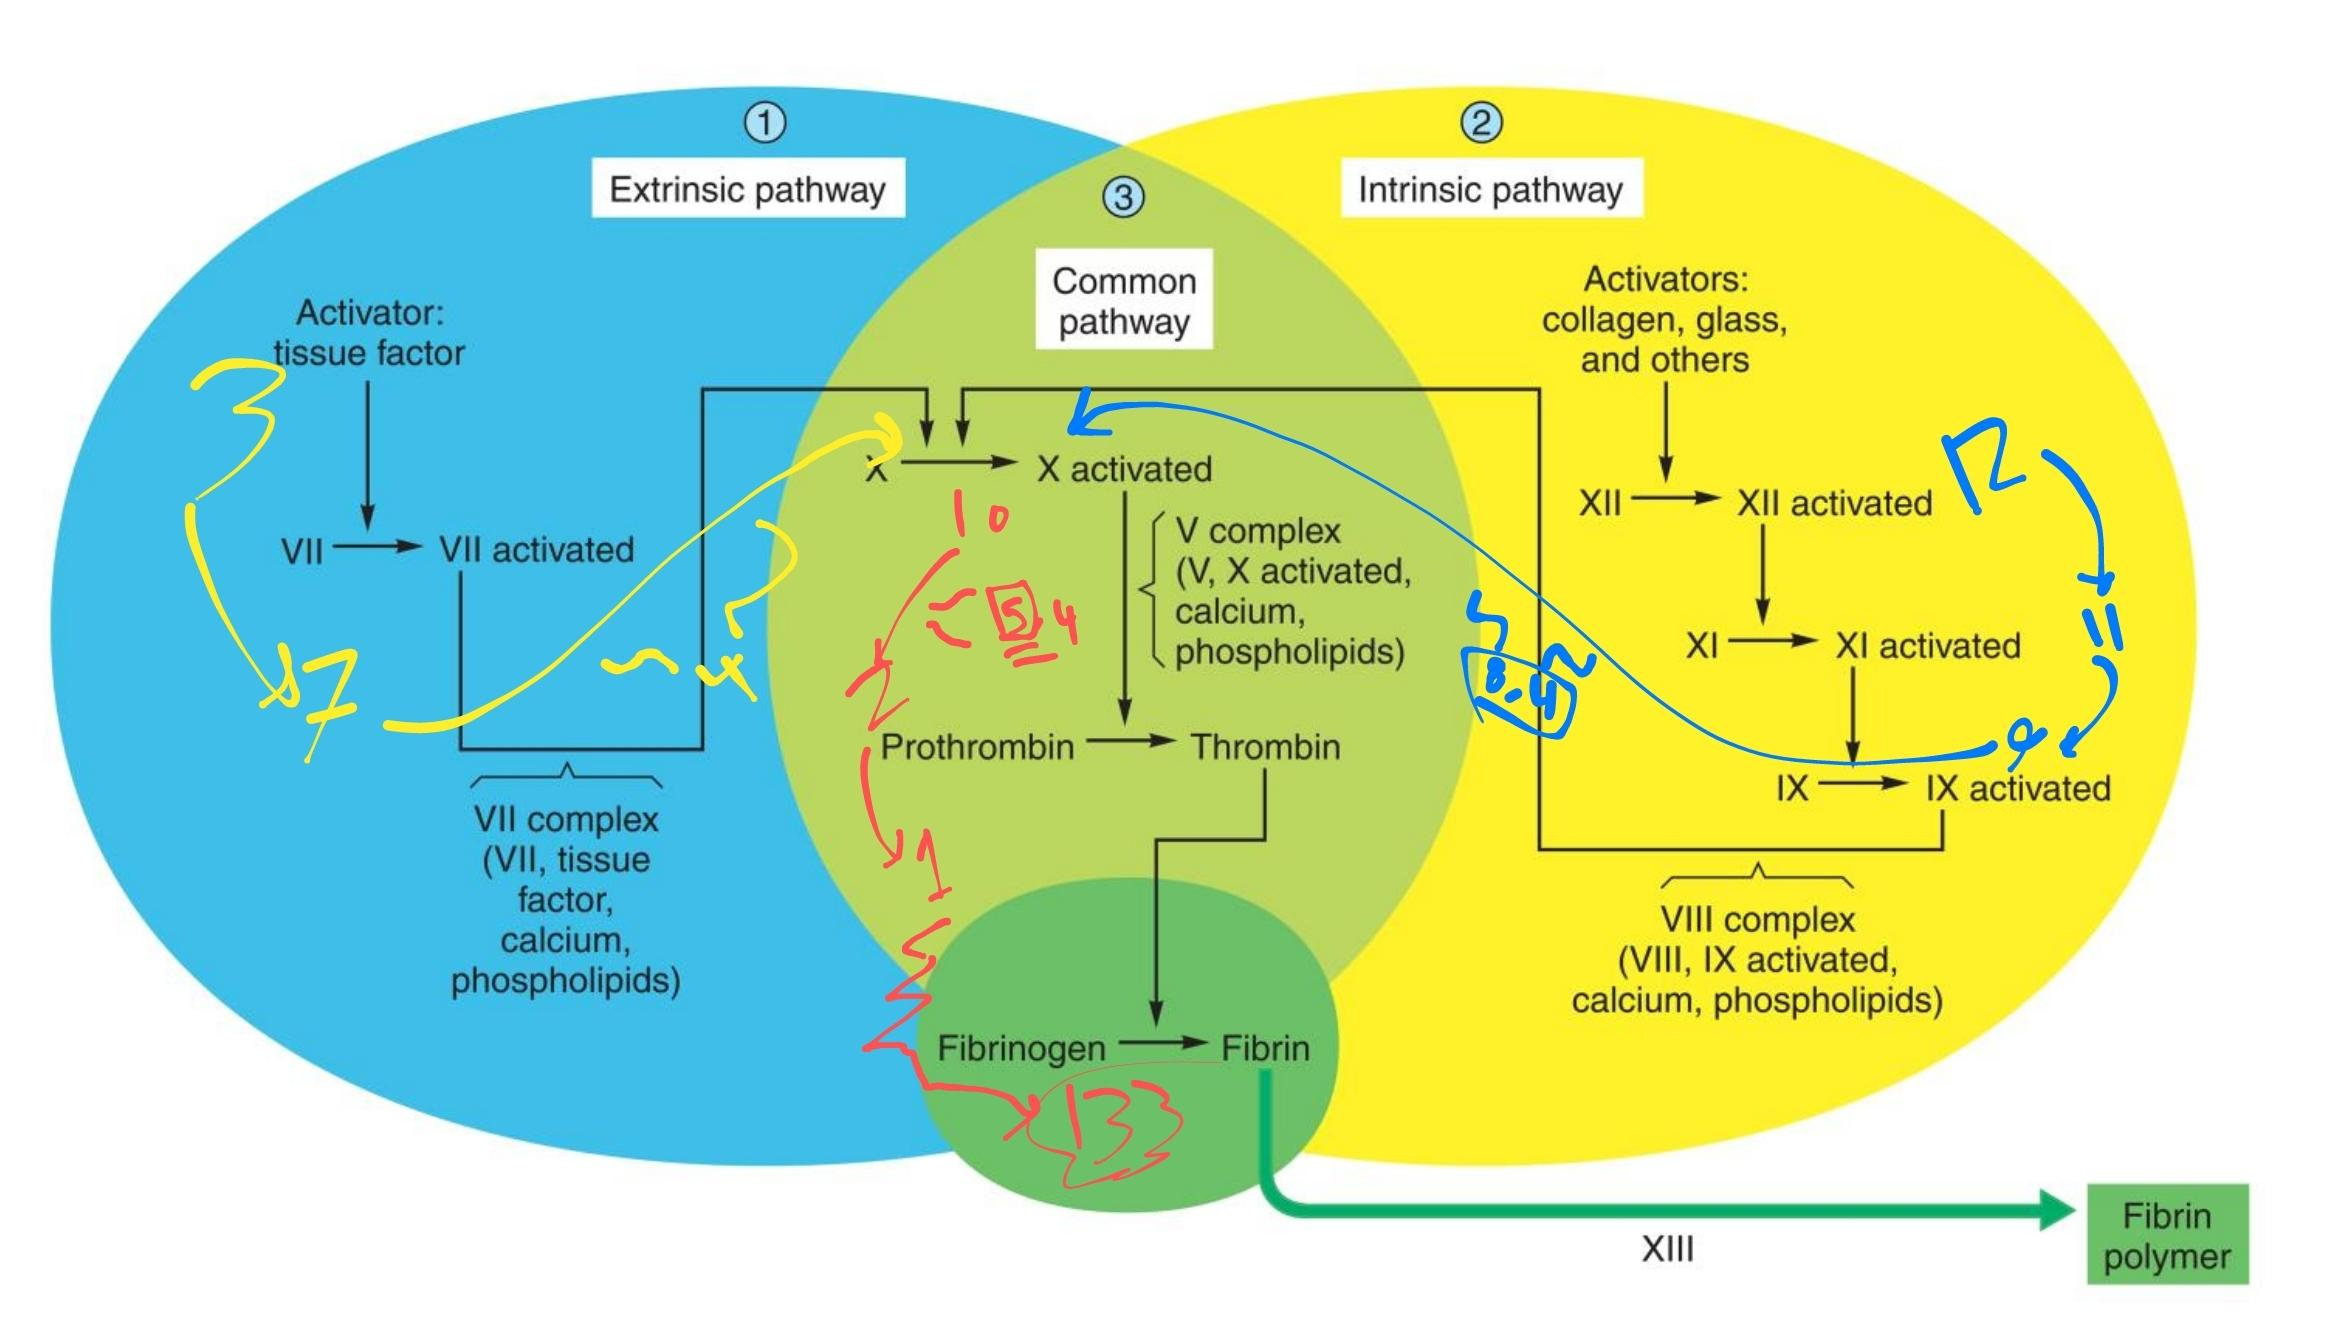 1
Extrinsic pathway
2
Intrinsic pathway
3
Common
pathway
Activator:
tissue factor
3
VII
VII activated
7
4
VII complex
(VII, tissue
factor,
calcium,
phospholipids)
X
X activated
10
V complex
(V, X activated,
calcium,
phospholipids)
5, 4
2
Prothrombin
Thrombin
1
Fibrinogen
Fibrin
13
Activators:
collagen, glass,
and others
XII
XII activated
12
XI
XI activated
11
8, 4
9
IX
IX activated
VIII complex
(VIII, IX activated,
calcium, phospholipids)
XIII
Fibrin
polymer